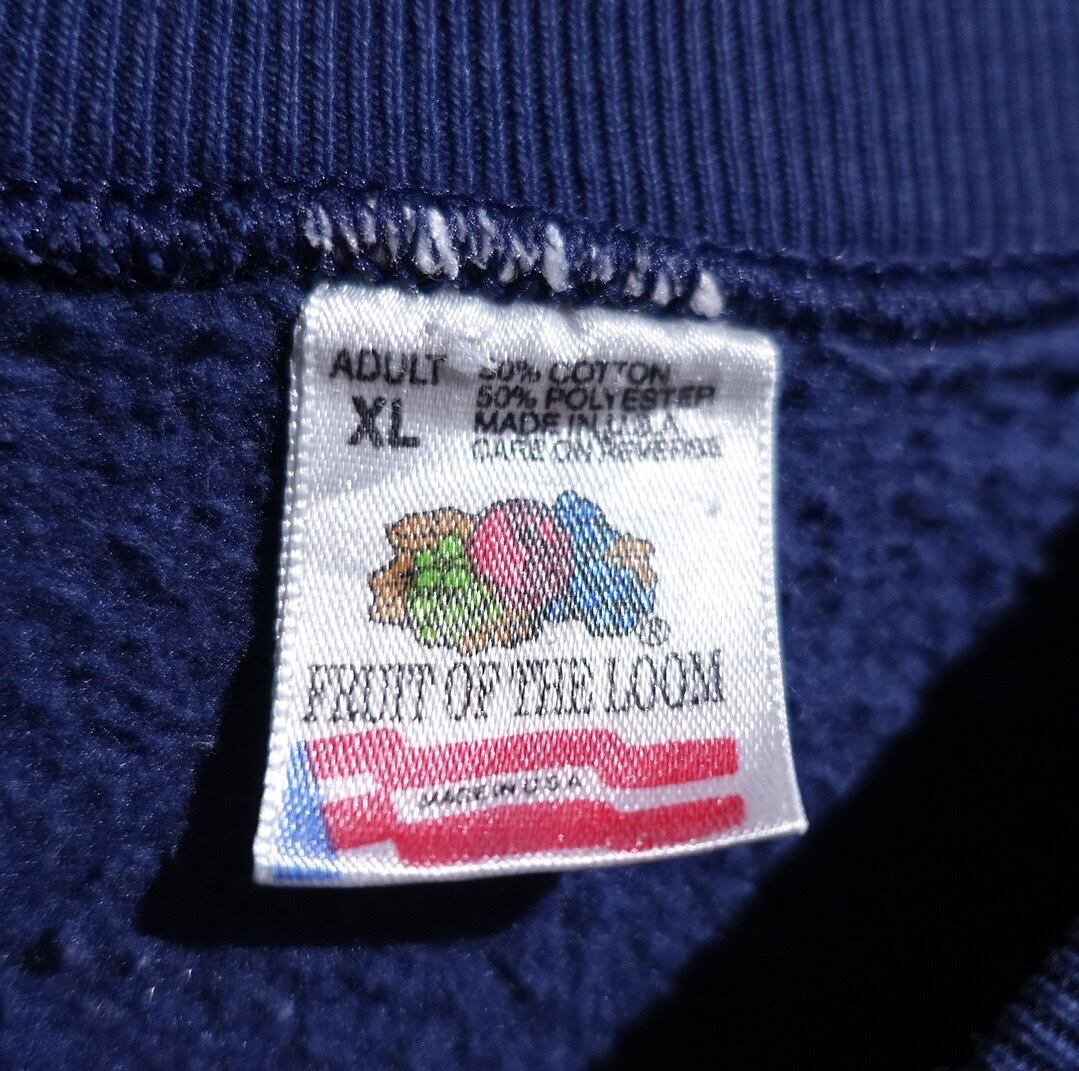 ADULT
XL
50% COTTON
50% POLYESTER
MADE IN U.S.A.
CARE ON REVERSE
®
FRUIT OF THE LOOM
MADE IN U.S.A.